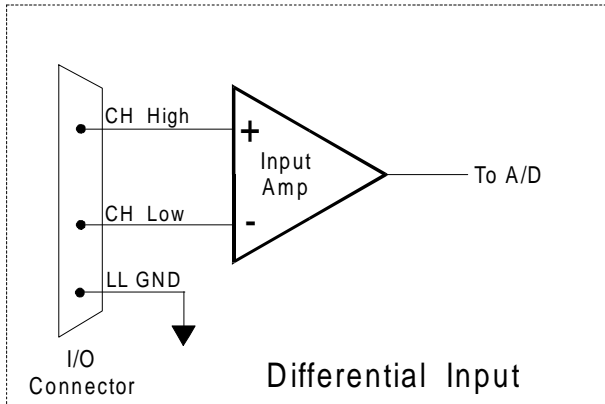 CH High
+
Input
Amp
To A/D
CH Low
-
LL GND
I/O
Connector
Differential Input